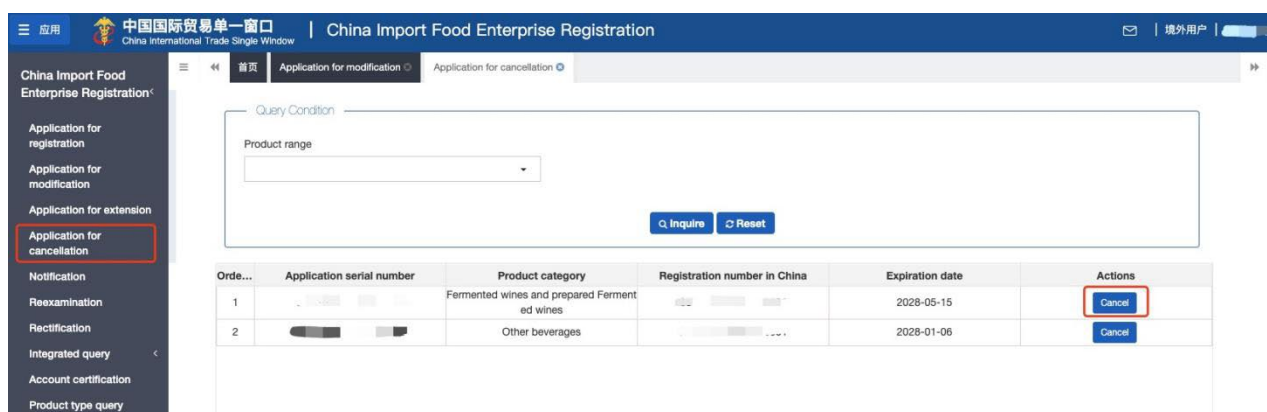 应用
中国国际贸易单一窗口
China International Trade Single Window
China Import Food Enterprise Registration
境外用户
China Import Food
Enterprise Registration
首页
Application for modification
Application for cancellation
Application for
registration
Application for
modification
Application for extension
Application for
cancellation
Notification
Reexamination
Rectification
Integrated query
Account certification
Product type query
Query Condition
Product range
Inquire
Reset
Orde... Application serial number Product category Registration number in China Expiration date Actions
1 Fermented wines and prepared Ferment
ed wines 2028-05-15 Cancel
2 Other beverages 2028-01-06 Cancel